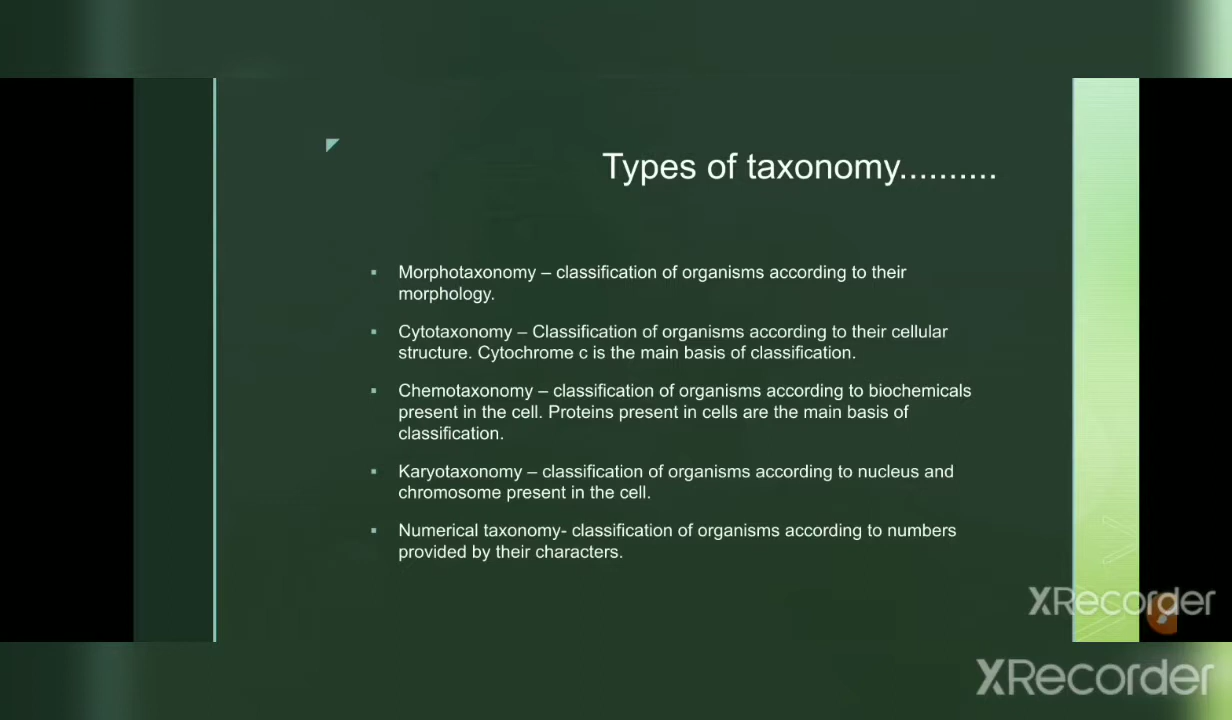 Types of taxonomy..........
▪ Morphotaxonomy – classification of organisms according to their
morphology.
▪ Cytotaxonomy – Classification of organisms according to their cellular
structure. Cytochrome c is the main basis of classification.
▪ Chemotaxonomy – classification of organisms according to biochemicals
present in the cell. Proteins present in cells are the main basis of
classification.
▪ Karyotaxonomy – classification of organisms according to nucleus and
chromosome present in the cell.
▪ Numerical taxonomy- classification of organisms according to numbers
provided by their characters.
XRecorder
XRecorder